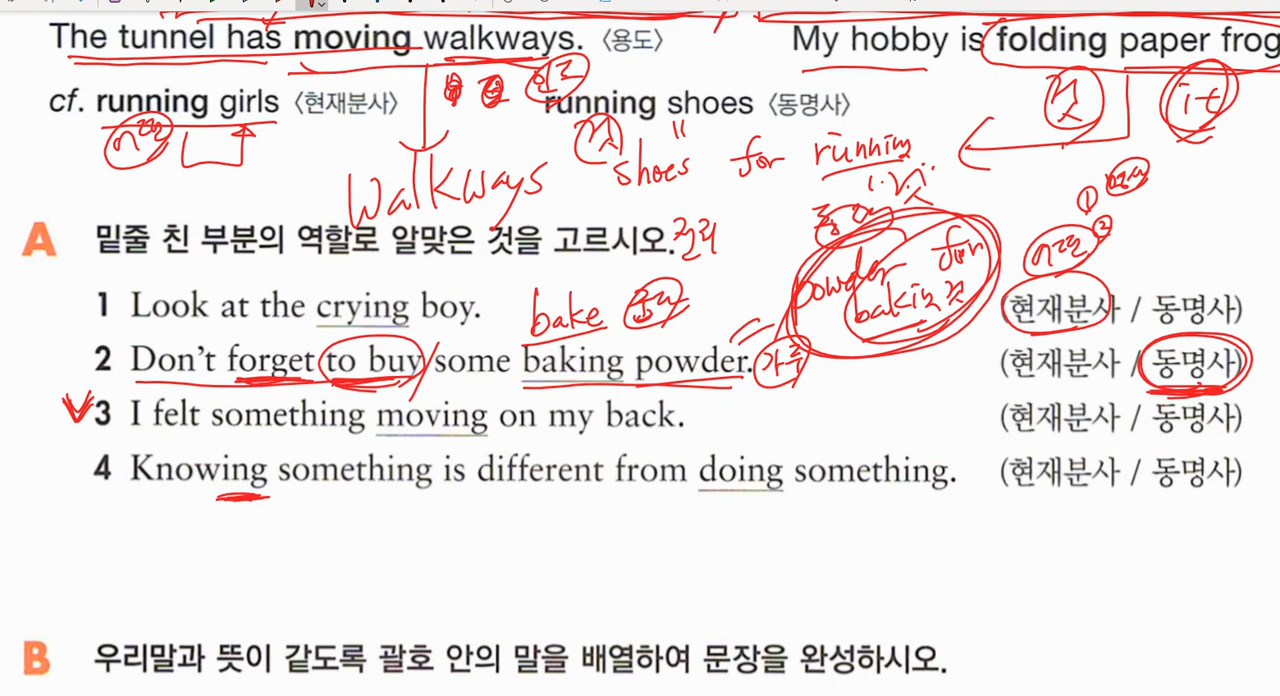 The tunnel has moving walkways. 〈용도〉 My hobby is folding paper frog
cf. running girls 〈현재분사〉 running shoes 〈동명사〉
것 it
walkways shoes for running
A 밑줄 친 부분의 역할로 알맞은 것을 고르시오.
powder for baking 것
1 Look at the crying boy. bake (현재분사 / 동명사)
2 Don't forget to buy some baking powder. 가루 (현재분사 / 동명사)
3 I felt something moving on my back. (현재분사 / 동명사)
4 Knowing something is different from doing something. (현재분사 / 동명사)
B 우리말과 뜻이 같도록 괄호 안의 말을 배열하여 문장을 완성하시오.